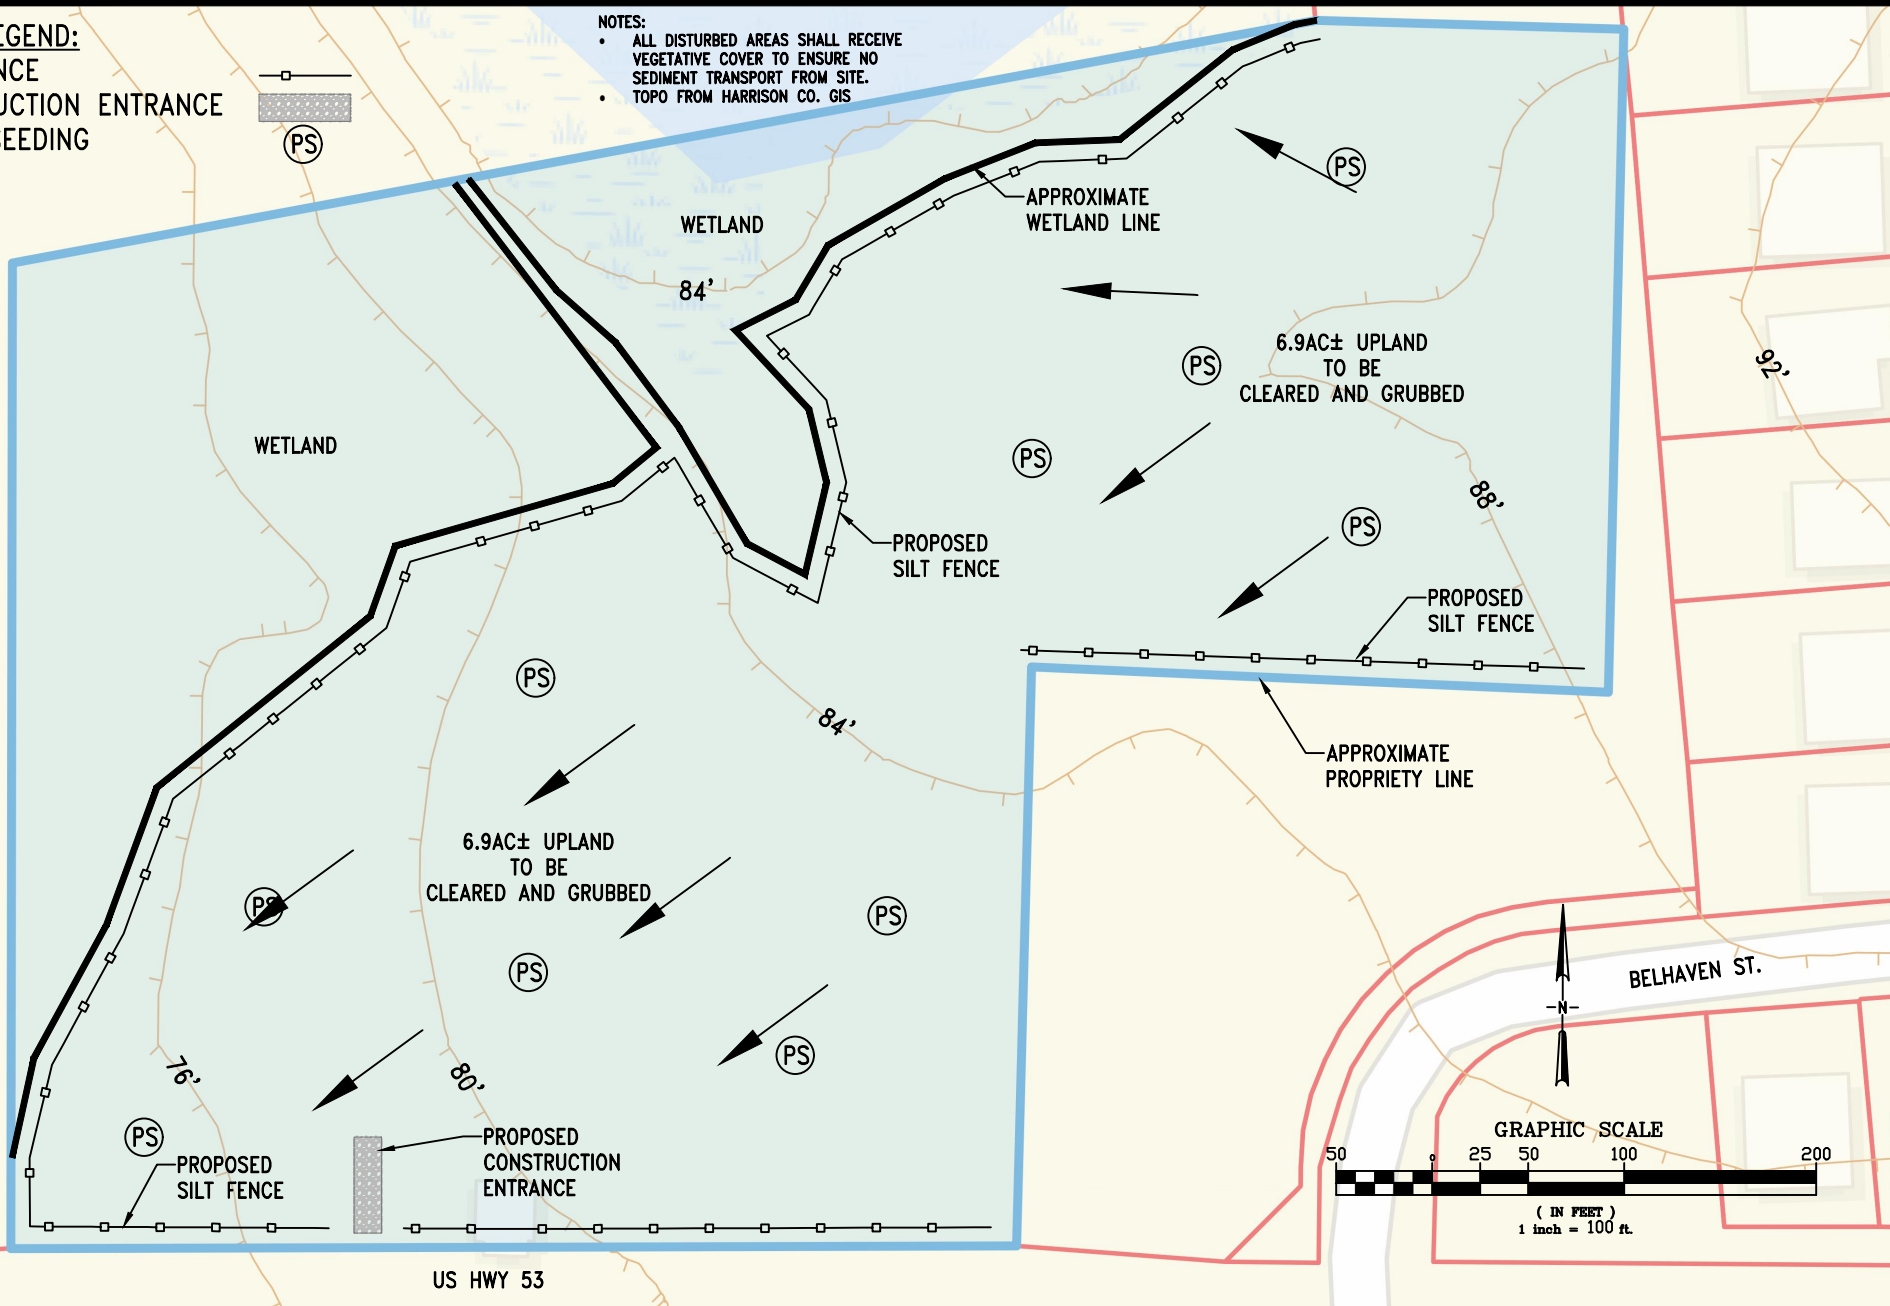 EGEND:
NCE
UCTION ENTRANCE
EEDING
PS
NOTES:
• ALL DISTURBED AREAS SHALL RECEIVE
VEGETATIVE COVER TO ENSURE NO
SEDIMENT TRANSPORT FROM SITE.
• TOPO FROM HARRISON CO. GIS
WETLAND
84'
APPROXIMATE
WETLAND LINE
PS
6.9AC± UPLAND
TO BE
CLEARED AND GRUBBED
PS
92'
WETLAND
PS
88'
PS
PROPOSED
SILT FENCE
PROPOSED
SILT FENCE
PS
84'
APPROXIMATE
PROPRIETY LINE
6.9AC± UPLAND
TO BE
CLEARED AND GRUBBED
PS
PS
PS
BELHAVEN ST.
N
PS
76'
80'
PS
PROPOSED
SILT FENCE
PROPOSED
CONSTRUCTION
ENTRANCE
GRAPHIC SCALE
50 0 25 50 100 200
( IN FEET )
1 inch = 100 ft.
US HWY 53